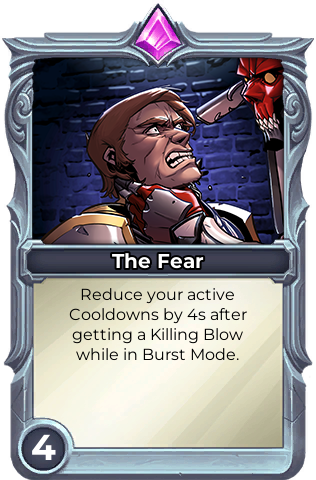 The Fear
Reduce your active
Cooldowns by 4s after
getting a Killing Blow
while in Burst Mode.
4